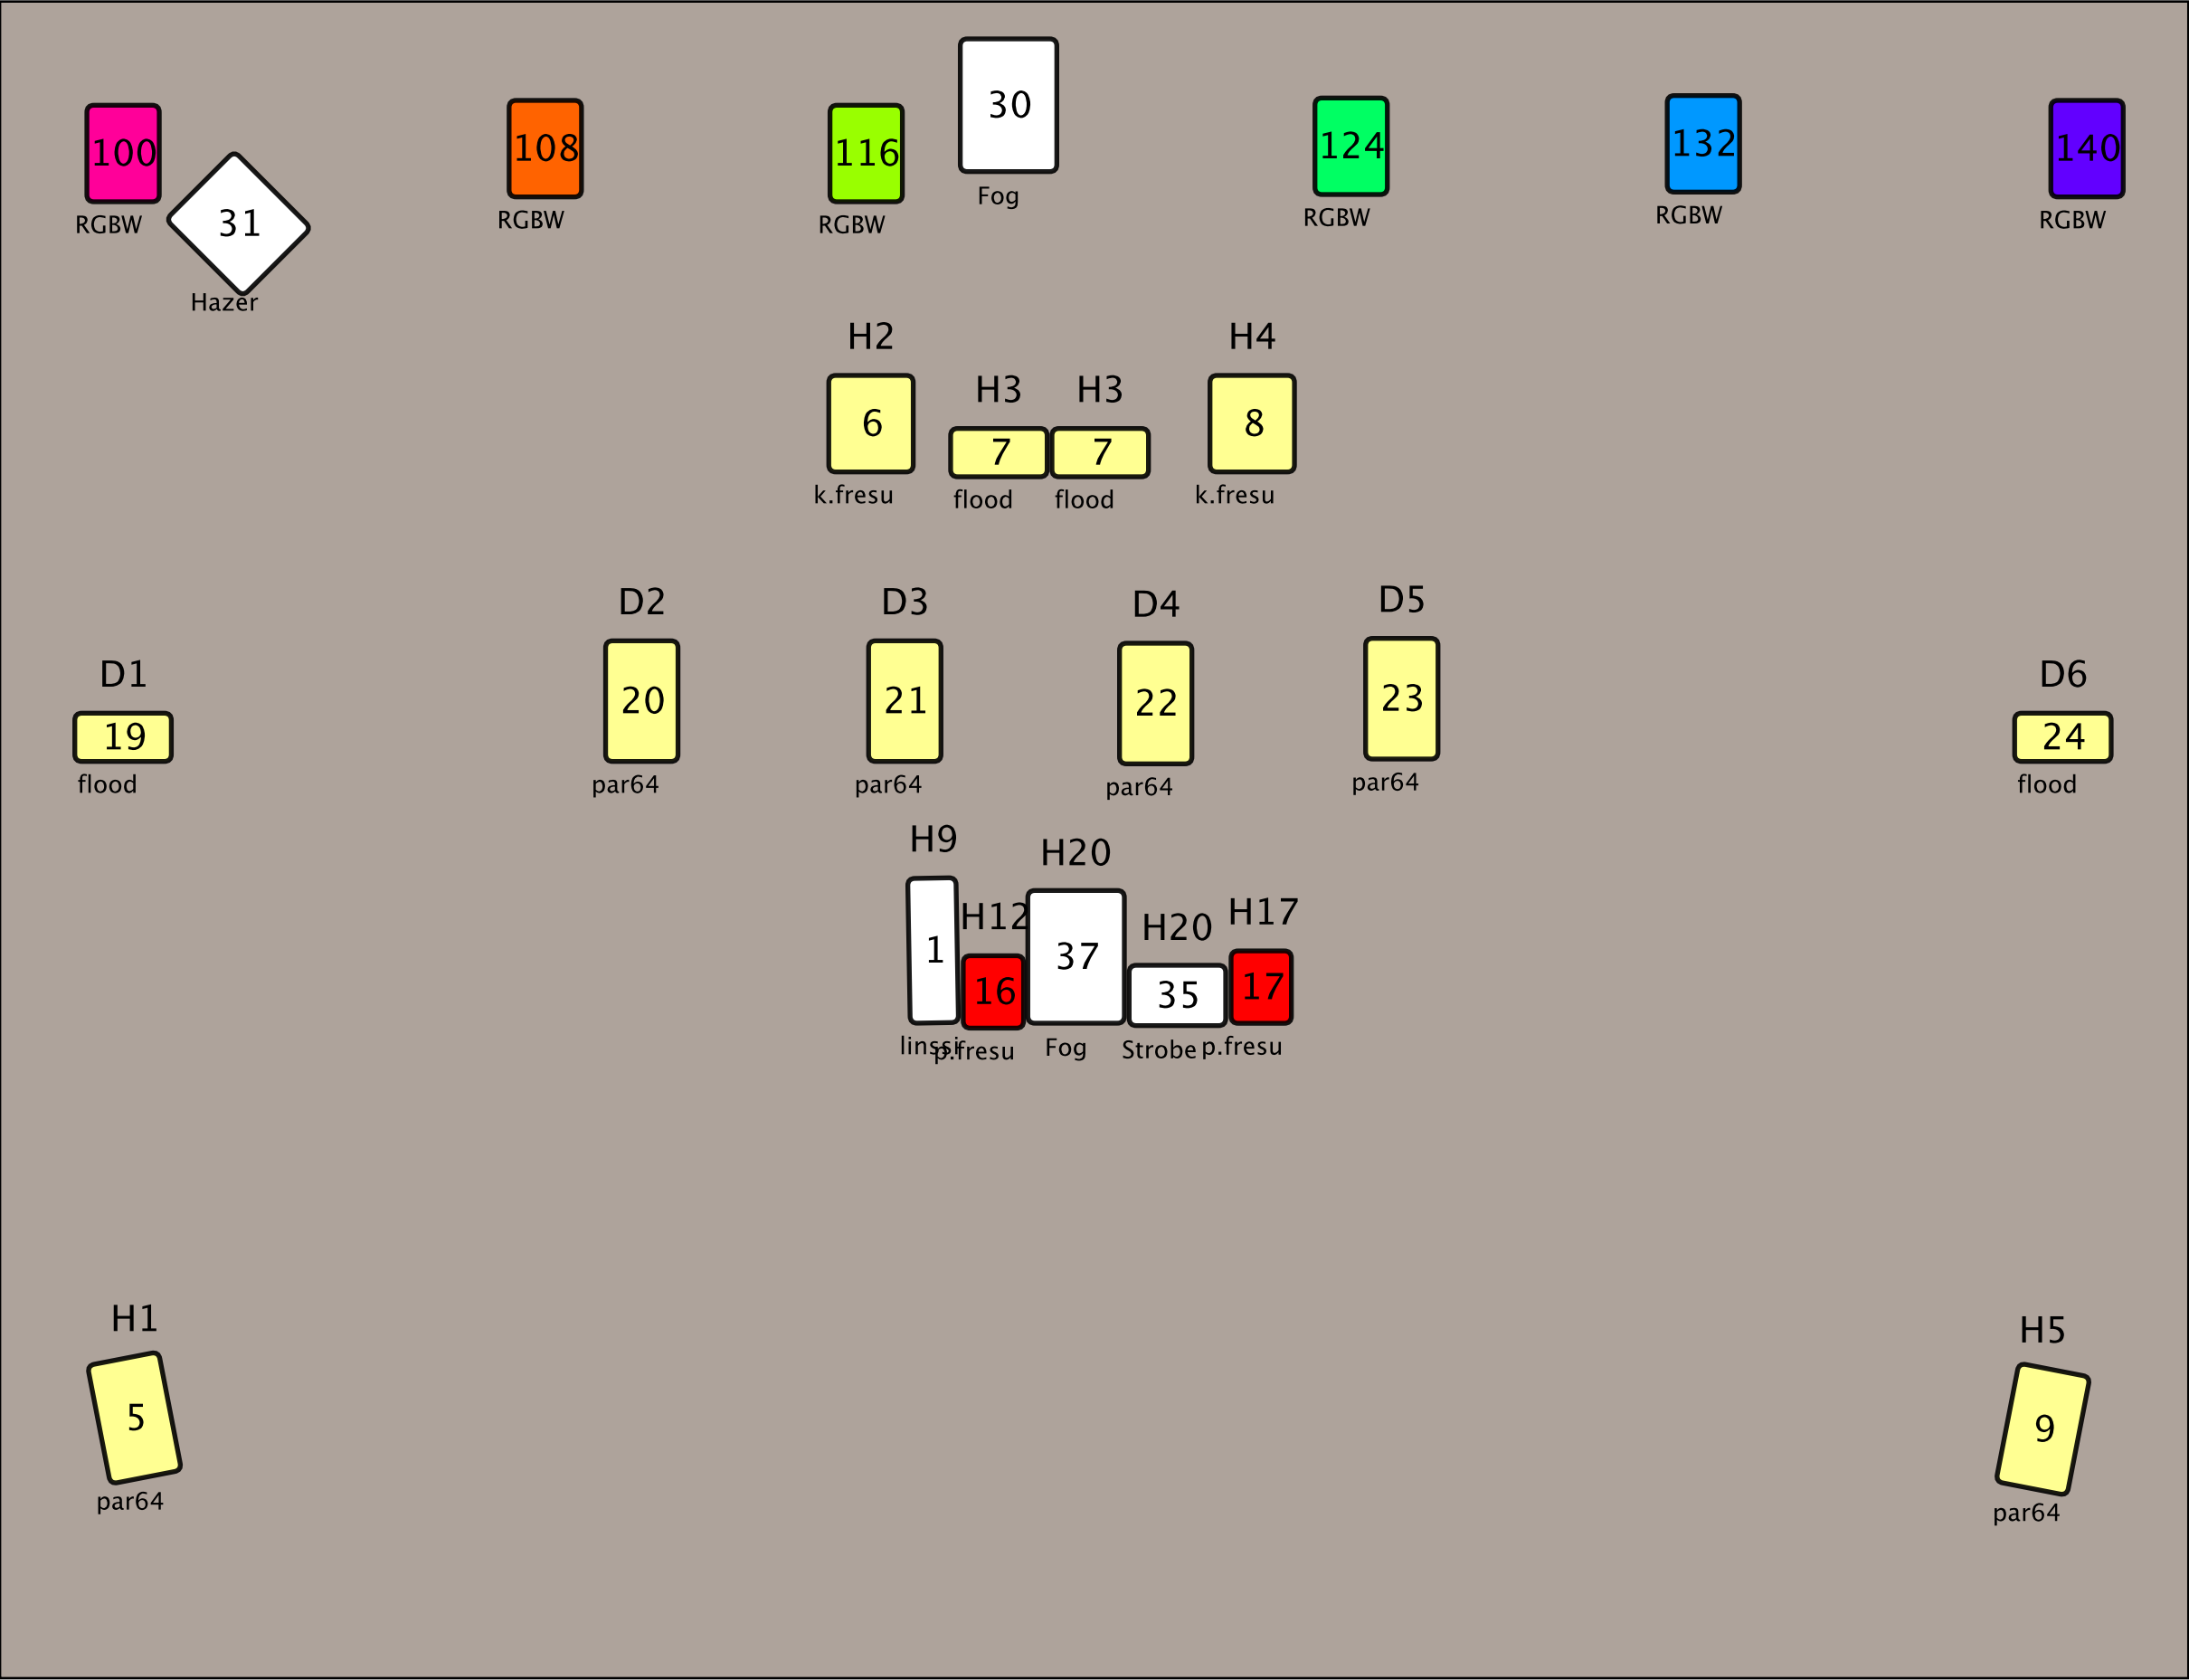 30
100
108
116
124
132
140
Fog
RGBW
RGBW
RGBW
RGBW
RGBW
RGBW
31
Hazer
H2
H4
H3
H3
6
7
7
8
k.fresu
flood
flood
k.fresu
D2
D3
D4
D5
D1
D6
20
21
22
23
19
24
par64
par64
par64
par64
flood
flood
H9
H20
H12
H20
H17
1
16
37
35
17
linssi
p.fresu
Fog
Strobe
p.fresu
H1
H5
5
9
par64
par64